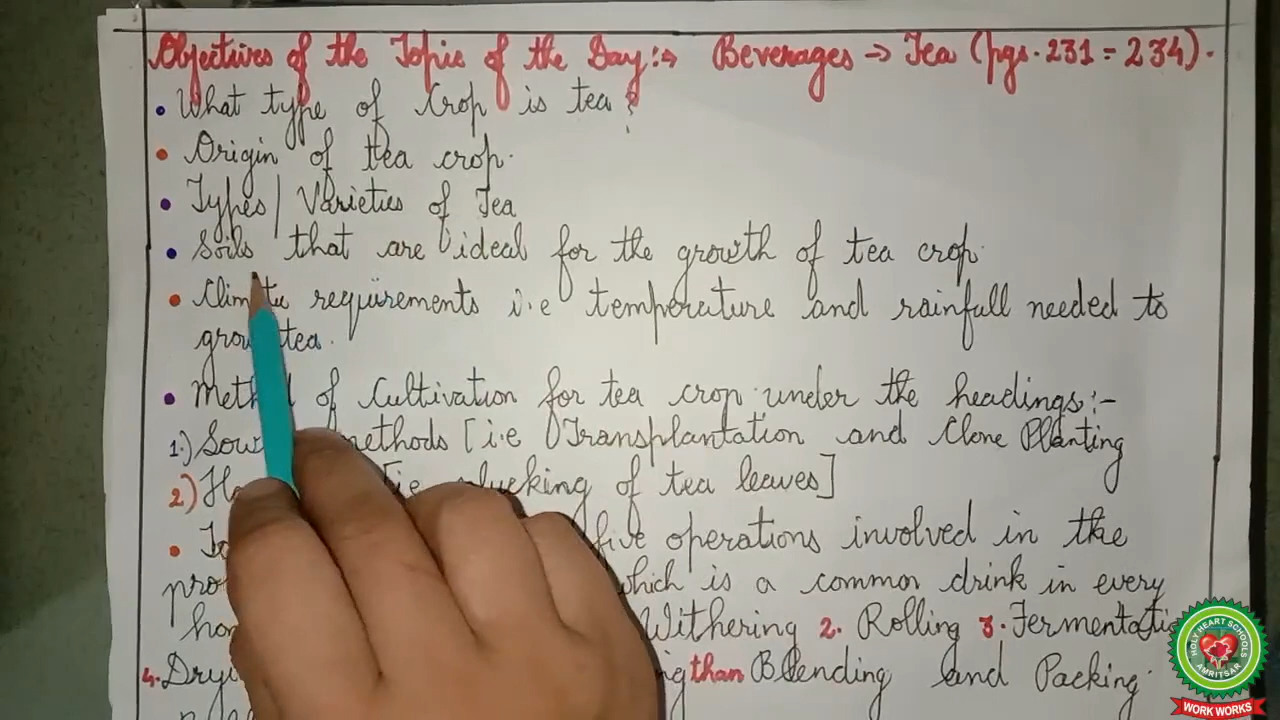 Objectives of the Topic of the Day:→ Beverages → Tea (pgs. 231 = 234).
• What type of Crop is tea?
• Origin of tea crop.
• Types/ Varieties of Tea
• Soils that are ideal for the growth of tea crop.
• Climate requirements i.e temperature and rainfall needed to
grow tea.
• Method of Cultivation for tea crop under the headings:-
1.) methods [i.e Transplantation and Clone Planting
2.) plucking of tea leaves]
• five operations involved in the
which is a common drink in every
Withering 2. Rolling 3. Fermentatio
4. than Blending and Packing.
HOLY HEART SCHOOLS
AMRITSAR
WORK WORKS